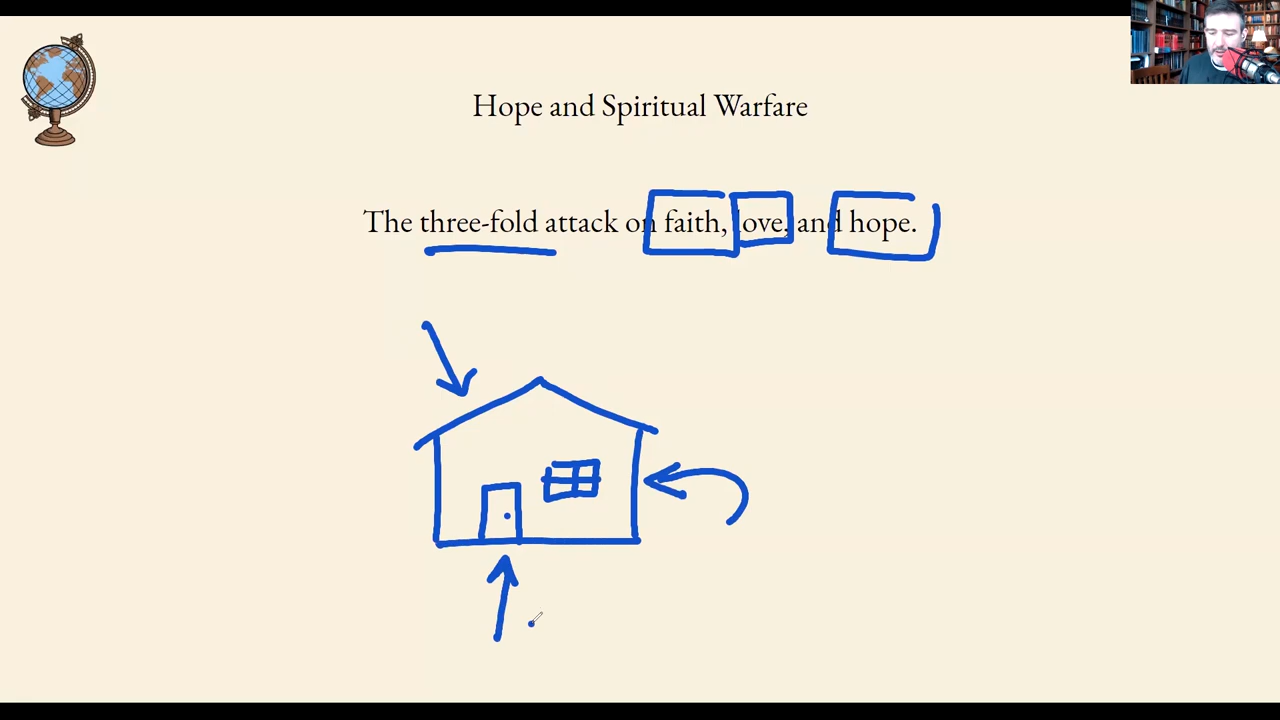 Hope and Spiritual Warfare
The three-fold attack on faith, love, and hope.